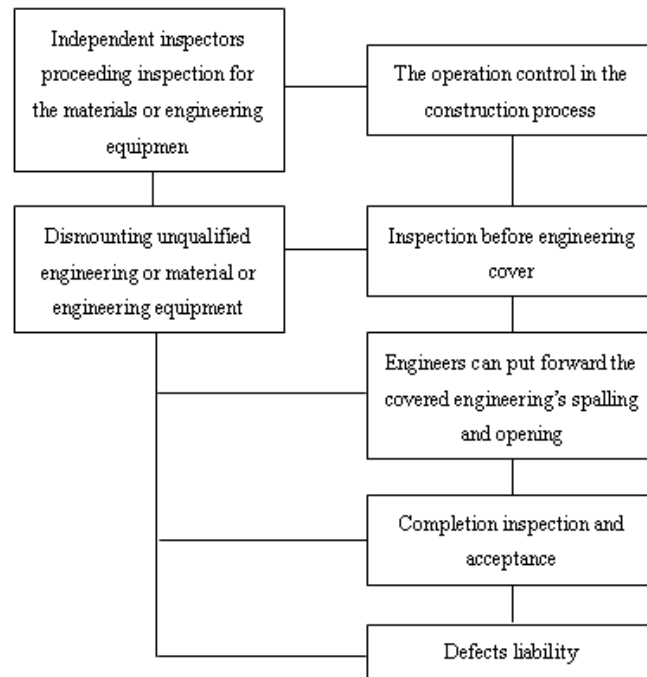 Independent inspectors
proceeding inspection for
the materials or engineering
equipmen
The operation control in the
construction process
Dismounting unqualified
engineering or material or
engineering equipment
Inspection before engineering
cover
Engineers can put forward the
covered engineering's spalling
and opening
Completion inspection and
acceptance
Defects liability